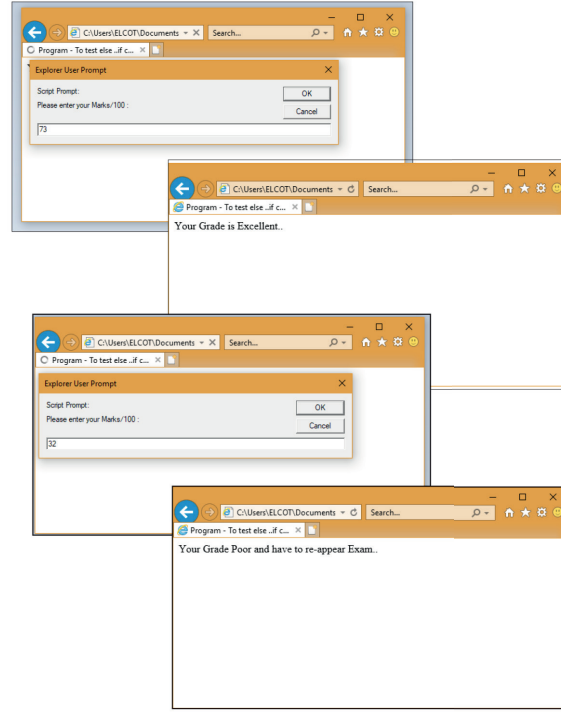 C:\Users\ELCOT\Documents
Search...
Program - To test else ..if c...
Explorer User Prompt
Script Prompt:
Please enter your Marks/100 :
OK
Cancel
73
C:\Users\ELCOT\Documents
Search...
Program - To test else ..if c...
Your Grade is Excellent..
C:\Users\ELCOT\Documents
Search...
Program - To test else ..if c...
Explorer User Prompt
Script Prompt:
Please enter your Marks/100 :
OK
Cancel
32
C:\Users\ELCOT\Documents
Search...
Program - To test else ..if c...
Your Grade Poor and have to re-appear Exam..